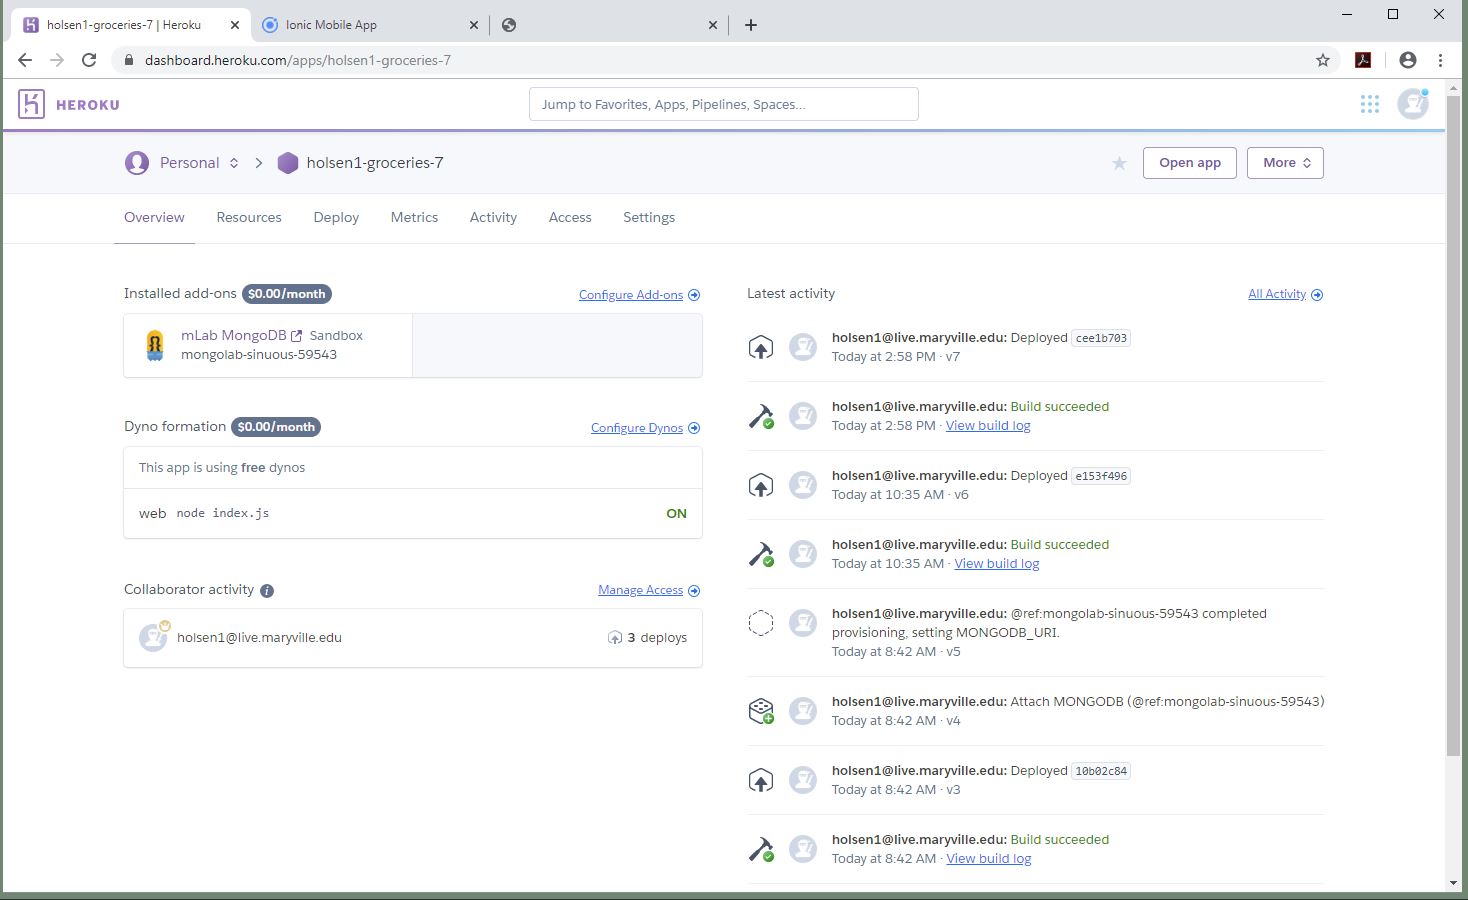 holsen1-groceries-7 | Heroku
Ionic Mobile App
dashboard.heroku.com/apps/holsen1-groceries-7
HEROKU
Jump to Favorites, Apps, Pipelines, Spaces...
Personal
holsen1-groceries-7
Open app
More
Overview
Resources
Deploy
Metrics
Activity
Access
Settings
Installed add-ons $0.00/month
Configure Add-ons
mLab MongoDB Sandbox
mongolab-sinuous-59543
Dyno formation $0.00/month
Configure Dynos
This app is using free dynos
web node index.js ON
Collaborator activity i
Manage Access
holsen1@live.maryville.edu 3 deploys
Latest activity
All Activity
holsen1@live.maryville.edu: Deployed cee1b703
Today at 2:58 PM · v7
holsen1@live.maryville.edu: Build succeeded
Today at 2:58 PM · View build log
holsen1@live.maryville.edu: Deployed e153f496
Today at 10:35 AM · v6
holsen1@live.maryville.edu: Build succeeded
Today at 10:35 AM · View build log
holsen1@live.maryville.edu: @ref:mongolab-sinuous-59543 completed
provisioning, setting MONGODB_URI.
Today at 8:42 AM · v5
holsen1@live.maryville.edu: Attach MONGODB (@ref:mongolab-sinuous-59543)
Today at 8:42 AM · v4
holsen1@live.maryville.edu: Deployed 10b02c84
Today at 8:42 AM · v3
holsen1@live.maryville.edu: Build succeeded
Today at 8:42 AM · View build log